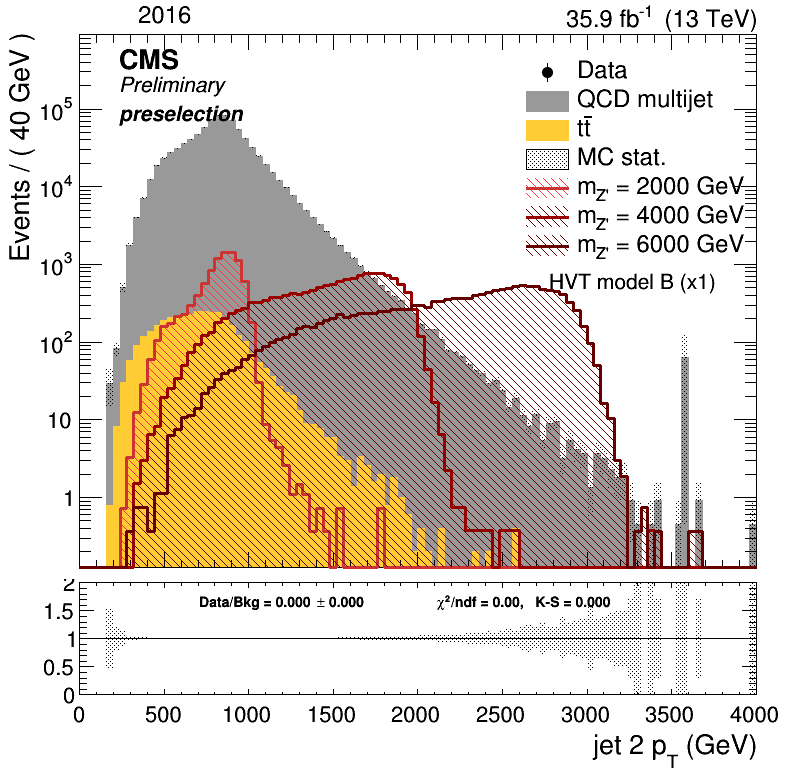 2016
35.9 fb⁻¹ (13 TeV)
CMS
Preliminary
preselection
Data
QCD multijet
tt̄
MC stat.
m_Z' = 2000 GeV
m_Z' = 4000 GeV
m_Z' = 6000 GeV
HVT model B (x1)
Events / ( 40 GeV )
10⁵
10⁴
10³
10²
10
1
Data/Bkg = 0.000 ± 0.000
χ²/ndf = 0.00, K-S = 0.000
2
1.5
1
0.5
0
0 500 1000 1500 2000 2500 3000 3500 4000
jet 2 p_T (GeV)